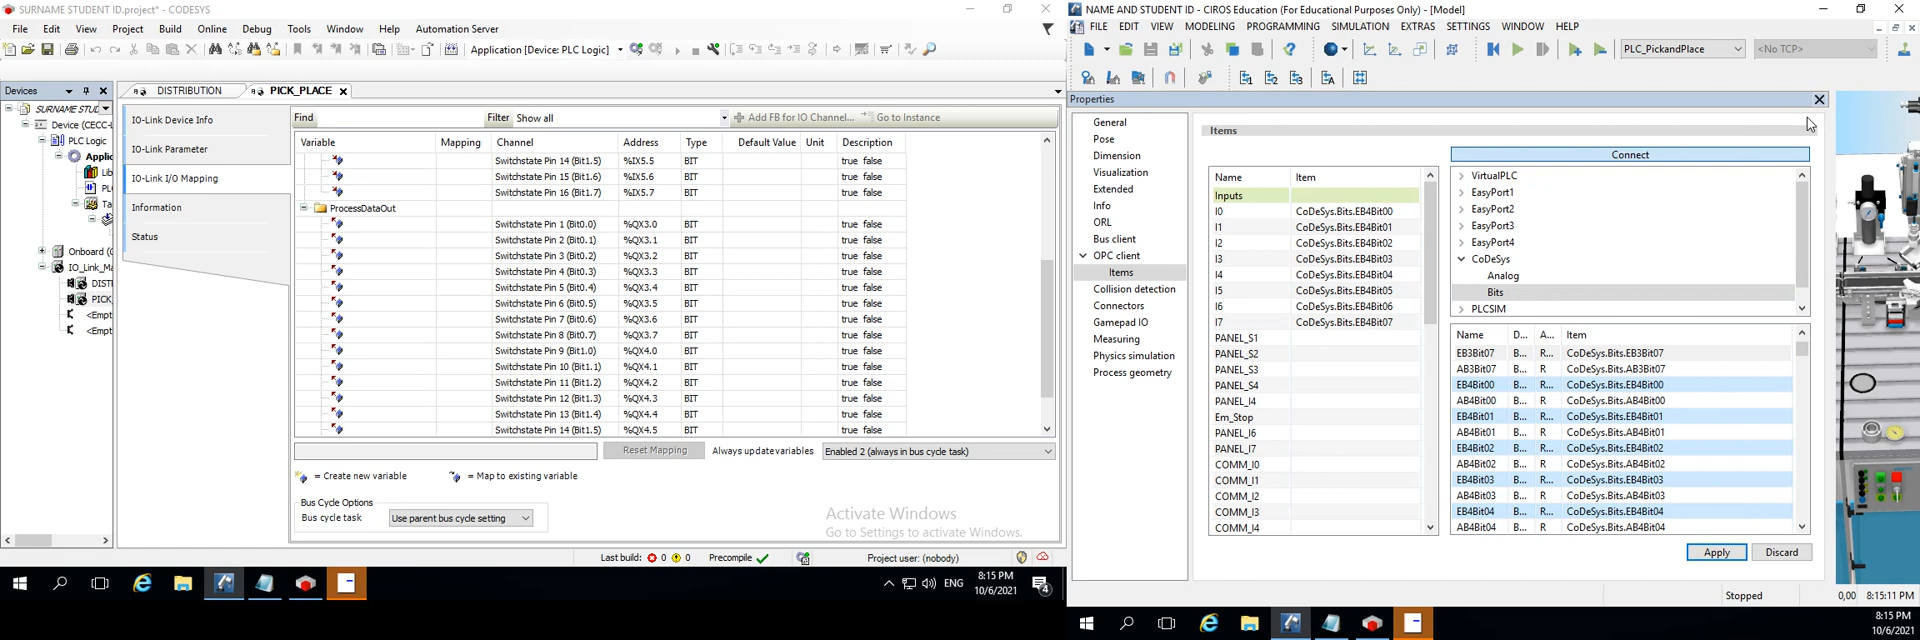 SURNAME STUDENT ID.project* - CODESYS
File Edit View Project Build Online Debug Tools Window Help Automation Server
Application [Device: PLC Logic]
Devices
DISTRIBUTION
PICK_PLACE
SURNAME STUD
Device (CECC-L
PLC Logic
Appli
Lib
PL
Ta
Onboard (
IO_Link_Ma
DIST
PICK_
<Empt
<Empt
IO-Link Device Info
IO-Link Parameter
IO-Link I/O Mapping
Information
Status
Find Filter Show all Add FB for IO Channel... Go to Instance
Variable Mapping Channel Address Type Default Value Unit Description
Switchstate Pin 14 (Bit1.5) %IX5.5 BIT true false
Switchstate Pin 15 (Bit1.6) %IX5.6 BIT true false
Switchstate Pin 16 (Bit1.7) %IX5.7 BIT true false
ProcessDataOut
Switchstate Pin 1 (Bit0.0) %QX3.0 BIT true false
Switchstate Pin 2 (Bit0.1) %QX3.1 BIT true false
Switchstate Pin 3 (Bit0.2) %QX3.2 BIT true false
Switchstate Pin 4 (Bit0.3) %QX3.3 BIT true false
Switchstate Pin 5 (Bit0.4) %QX3.4 BIT true false
Switchstate Pin 6 (Bit0.5) %QX3.5 BIT true false
Switchstate Pin 7 (Bit0.6) %QX3.6 BIT true false
Switchstate Pin 8 (Bit0.7) %QX3.7 BIT true false
Switchstate Pin 9 (Bit1.0) %QX4.0 BIT true false
Switchstate Pin 10 (Bit1.1) %QX4.1 BIT true false
Switchstate Pin 11 (Bit1.2) %QX4.2 BIT true false
Switchstate Pin 12 (Bit1.3) %QX4.3 BIT true false
Switchstate Pin 13 (Bit1.4) %QX4.4 BIT true false
Switchstate Pin 14 (Bit1.5) %QX4.5 BIT true false
Reset Mapping Always update variables Enabled 2 (always in bus cycle task)
= Create new variable = Map to existing variable
Bus Cycle Options
Bus cycle task Use parent bus cycle setting
Activate Windows
Go to Settings to activate Windows.
Last build: 0 0 Precompile Project user: (nobody)
ENG 8:15 PM
10/6/2021
4
NAME AND STUDENT ID - CIROS Education (For Educational Purposes Only) - [Model]
FILE EDIT VIEW MODELING PROGRAMMING SIMULATION EXTRAS SETTINGS WINDOW HELP
PLC_PickandPlace <No TCP>
Properties
General
Pose
Dimension
Visualization
Extended
Info
ORL
Bus client
OPC client
Items
Collision detection
Connectors
Gamepad IO
Measuring
Physics simulation
Process geometry
Items
Name Item
Inputs
I0 CoDeSys.Bits.EB4Bit00
I1 CoDeSys.Bits.EB4Bit01
I2 CoDeSys.Bits.EB4Bit02
I3 CoDeSys.Bits.EB4Bit03
I4 CoDeSys.Bits.EB4Bit04
I5 CoDeSys.Bits.EB4Bit05
I6 CoDeSys.Bits.EB4Bit06
I7 CoDeSys.Bits.EB4Bit07
PANEL_S1
PANEL_S2
PANEL_S3
PANEL_S4
PANEL_I4
Em_Stop
PANEL_I6
PANEL_I7
COMM_I0
COMM_I1
COMM_I2
COMM_I3
COMM_I4
Connect
VirtualPLC
EasyPort1
EasyPort2
EasyPort3
EasyPort4
CoDeSys
Analog
Bits
PLCSIM
Name D... A... Item
EB3Bit07 B... R... CoDeSys.Bits.EB3Bit07
AB3Bit07 B... R CoDeSys.Bits.AB3Bit07
EB4Bit00 B... R... CoDeSys.Bits.EB4Bit00
AB4Bit00 B... R CoDeSys.Bits.AB4Bit00
EB4Bit01 B... R... CoDeSys.Bits.EB4Bit01
AB4Bit01 B... R CoDeSys.Bits.AB4Bit01
EB4Bit02 B... R... CoDeSys.Bits.EB4Bit02
AB4Bit02 B... R CoDeSys.Bits.AB4Bit02
EB4Bit03 B... R... CoDeSys.Bits.EB4Bit03
AB4Bit03 B... R CoDeSys.Bits.AB4Bit03
EB4Bit04 B... R... CoDeSys.Bits.EB4Bit04
AB4Bit04 B... R CoDeSys.Bits.AB4Bit04
Apply Discard
Stopped 0,00 8:15:11 PM
8:15 PM
10/6/2021